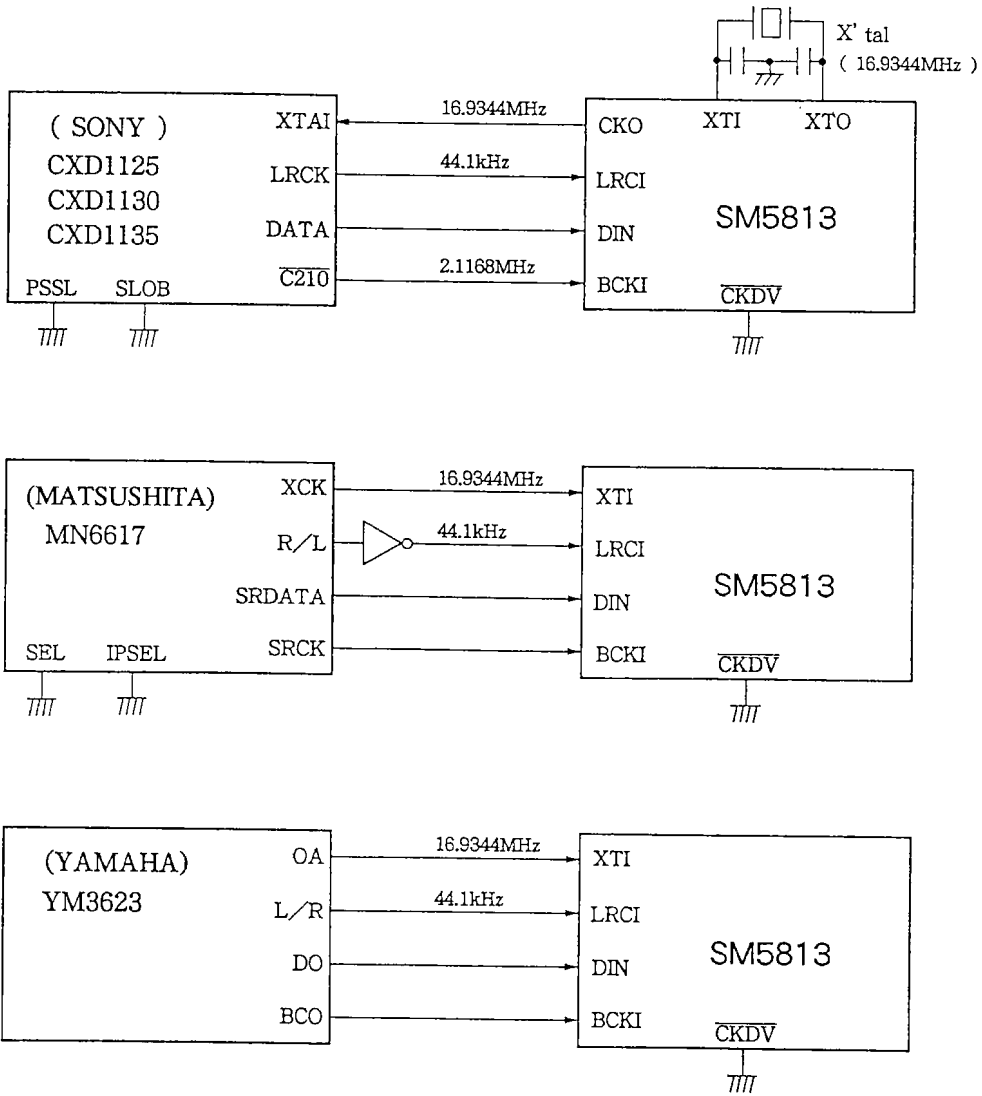 X' tal
( 16.9344MHz )
( SONY )
CXD1125
CXD1130
CXD1135
XTAI
LRCK
DATA
C210
PSSL SLOB
16.9344MHz
44.1kHz
2.1168MHz
CKO XTI XTO
LRCI
DIN
BCKI
SM5813
CKDV
(MATSUSHITA)
MN6617
XCK
R/L
SRDATA
SRCK
SEL IPSEL
16.9344MHz
44.1kHz
XTI
LRCI
DIN
BCKI
SM5813
CKDV
(YAMAHA)
YM3623
OA
L/R
DO
BCO
16.9344MHz
44.1kHz
XTI
LRCI
DIN
BCKI
SM5813
CKDV